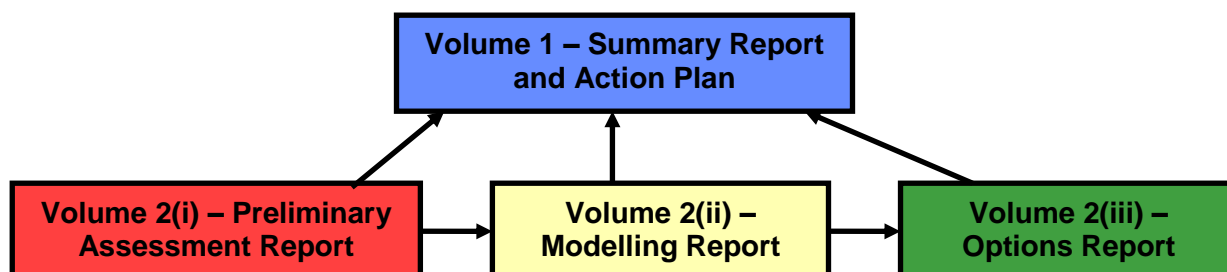 Volume 1 – Summary Report
and Action Plan
Volume 2(i) – Preliminary
Assessment Report
Volume 2(ii) –
Modelling Report
Volume 2(iii) –
Options Report